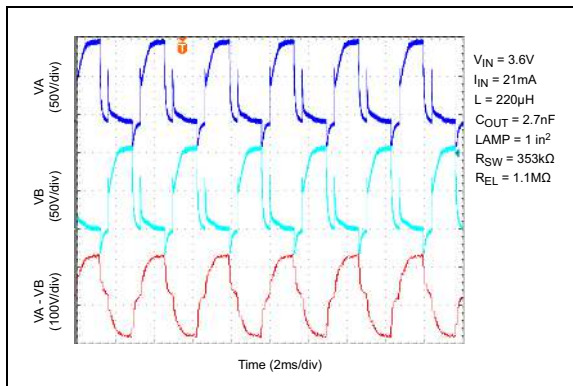 VA
(50V/div)
VB
(50V/div)
VA - VB
(100V/div)
T
Time (2ms/div)
VIN = 3.6V
IIN = 21mA
L = 220µH
COUT = 2.7nF
LAMP = 1 in2
RSW = 353kΩ
REL = 1.1MΩ